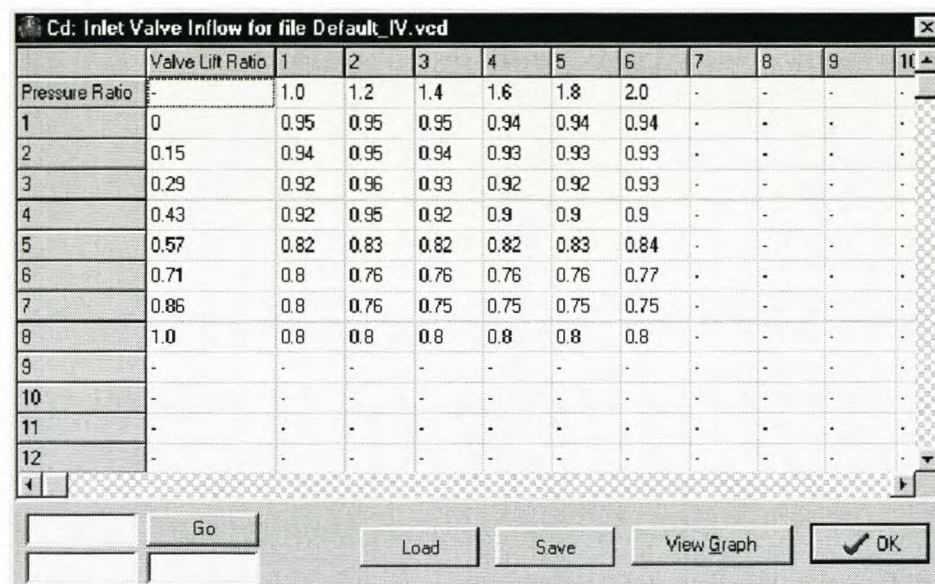 Cd: Inlet Valve Inflow for file Default_IV.vcd
Valve Lift Ratio 1 2 3 4 5 6 7 8 9 10
Pressure Ratio - 1.0 1.2 1.4 1.6 1.8 2.0 - - - -
1 0 0.95 0.95 0.95 0.94 0.94 0.94 - - - -
2 0.15 0.94 0.95 0.94 0.93 0.93 0.93 - - - -
3 0.29 0.92 0.96 0.93 0.92 0.92 0.93 - - - -
4 0.43 0.92 0.95 0.92 0.9 0.9 0.9 - - - -
5 0.57 0.82 0.83 0.82 0.82 0.83 0.84 - - - -
6 0.71 0.8 0.76 0.76 0.76 0.76 0.77 - - - -
7 0.86 0.8 0.76 0.75 0.75 0.75 0.75 - - - -
8 1.0 0.8 0.8 0.8 0.8 0.8 0.8 - - - -
9 - - - - - - - - - - -
10 - - - - - - - - - - -
11 - - - - - - - - - - -
12 - - - - - - - - - - -
Go
Load Save View Graph OK